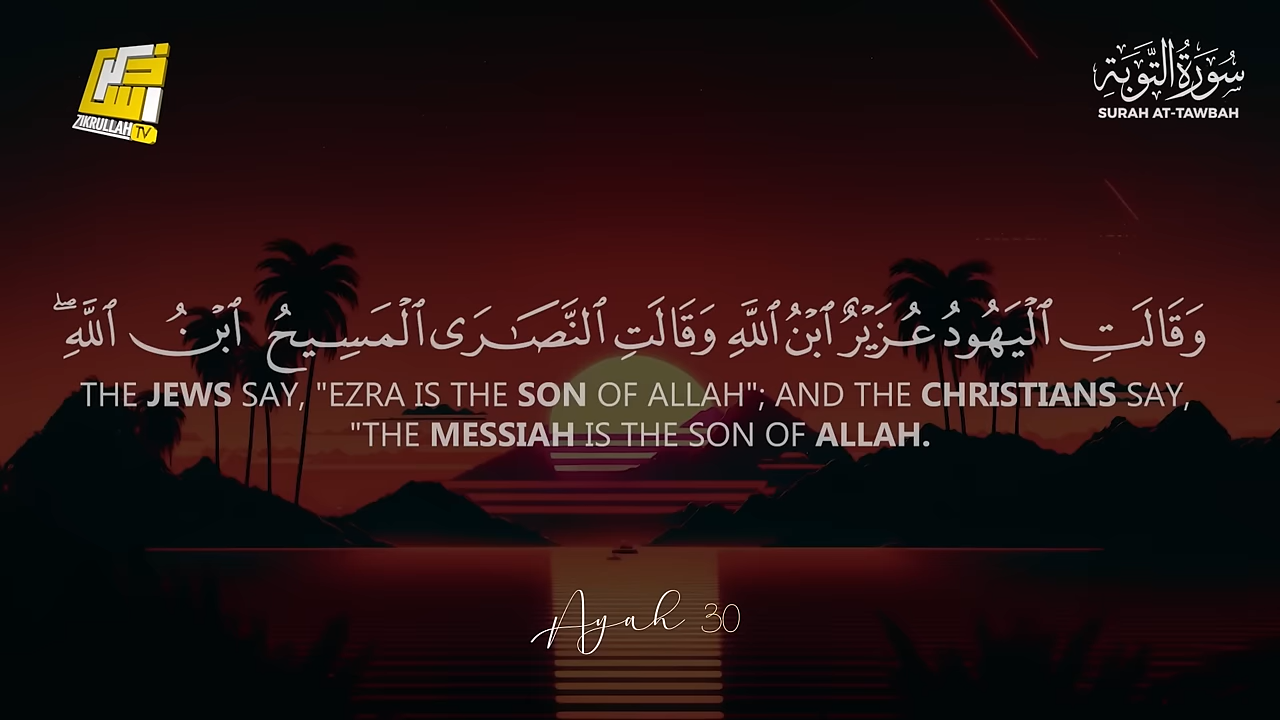 ذكر الله
ZIKRULLAH TV
سُورَةُ التَّوْبَةِ
SURAH AT-TAWBAH
وَقَالَتِ ٱلْيَهُودُ عُزَيْرٌ ٱبْنُ ٱللَّهِ وَقَالَتِ ٱلنَّصَـٰرَى ٱلْمَسِيحُ ٱبْنُ ٱللَّهِ ۖ
THE JEWS SAY, "EZRA IS THE SON OF ALLAH"; AND THE CHRISTIANS SAY,
"THE MESSIAH IS THE SON OF ALLAH.
Ayah 30